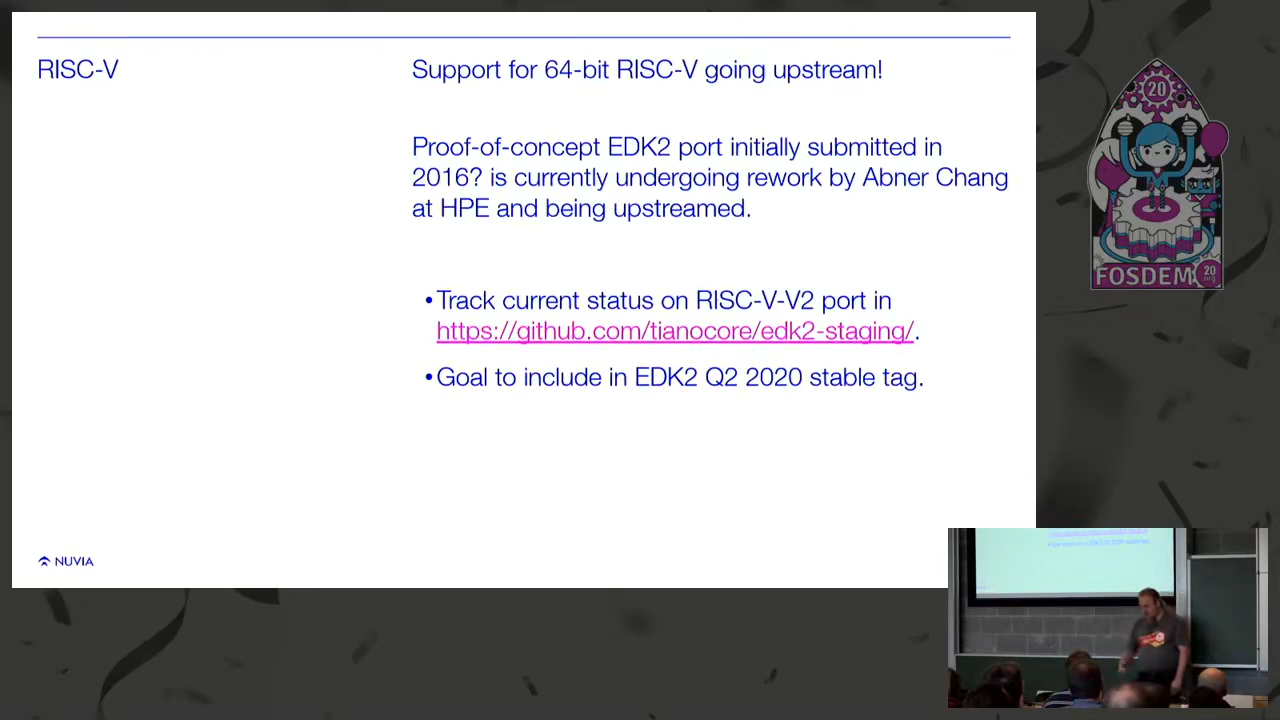 RISC-V
Support for 64-bit RISC-V going upstream!
Proof-of-concept EDK2 port initially submitted in
2016? is currently undergoing rework by Abner Chang
at HPE and being upstreamed.
•Track current status on RISC-V-V2 port in
https://github.com/tianocore/edk2-staging/.
•Goal to include in EDK2 Q2 2020 stable tag.
NUVIA
20
FOSDEM
20
.org